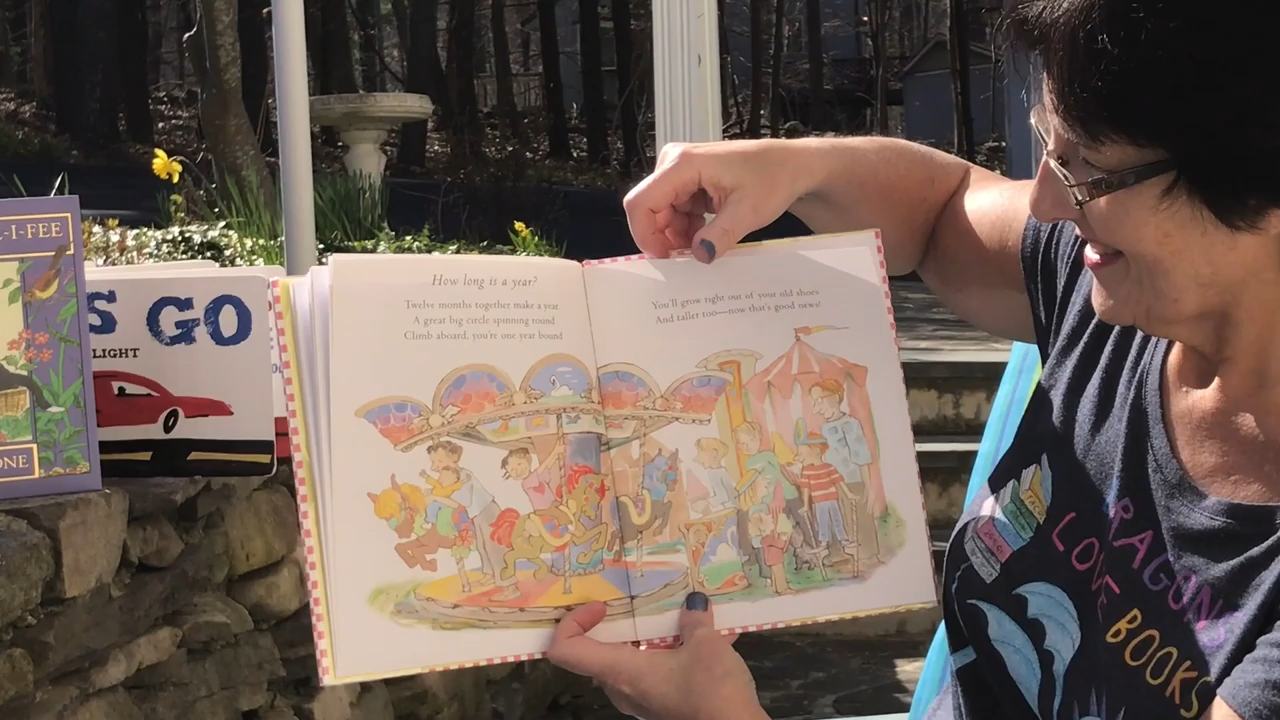 L-I-FEE
ONE
S GO
LIGHT
How long is a year?
Twelve months together make a year.
A great big circle spinning round
Climb aboard, you're one year bound
You'll grow right out of your old shoes
And taller too—now that's good news!
RAGONS
LOVE
BOOKS